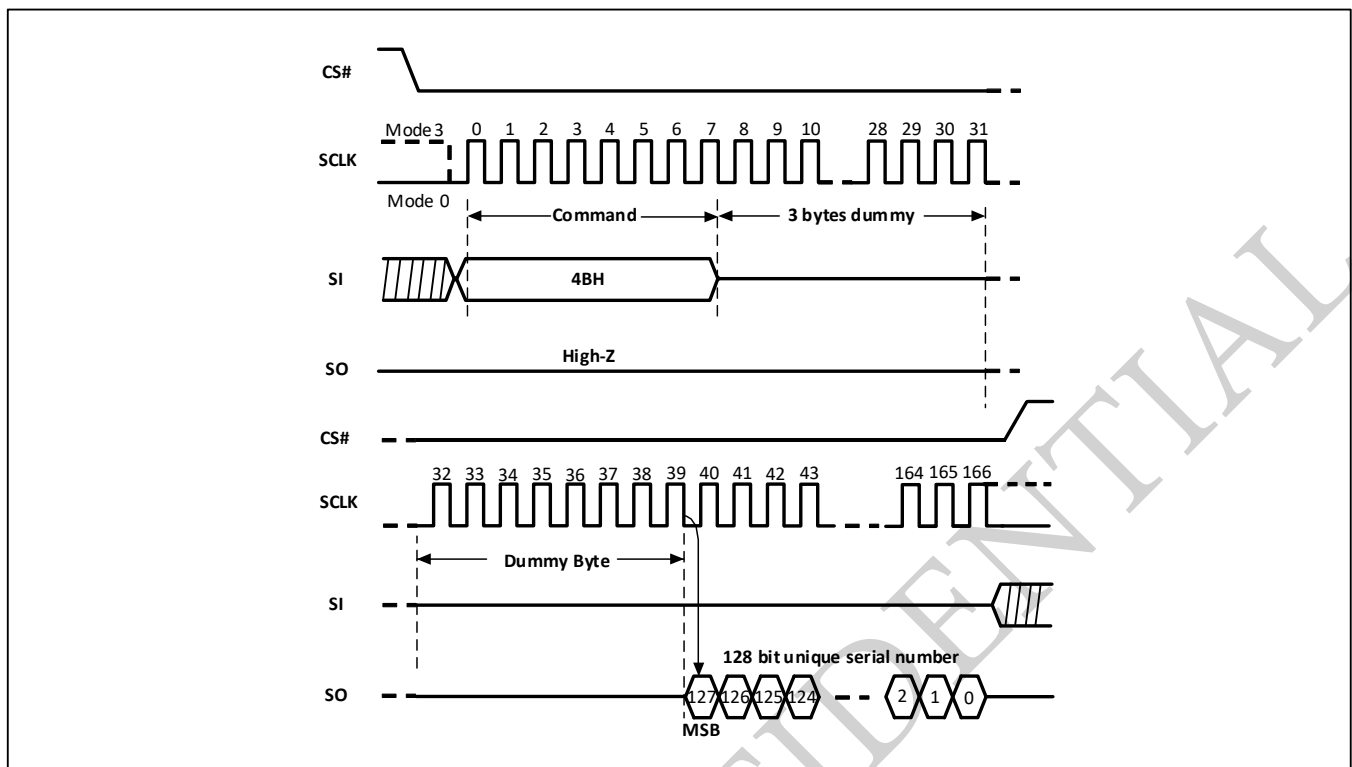 CS#
Mode 3 0 1 2 3 4 5 6 7 8 9 10 28 29 30 31
SCLK
Mode 0
Command 3 bytes dummy
SI 4BH
High-Z
SO
CS#
32 33 34 35 36 37 38 39 40 41 42 43 164 165 166
SCLK
Dummy Byte
SI
128 bit unique serial number
SO 127 126 125 124 2 1 0
MSB
FIDENTIAL